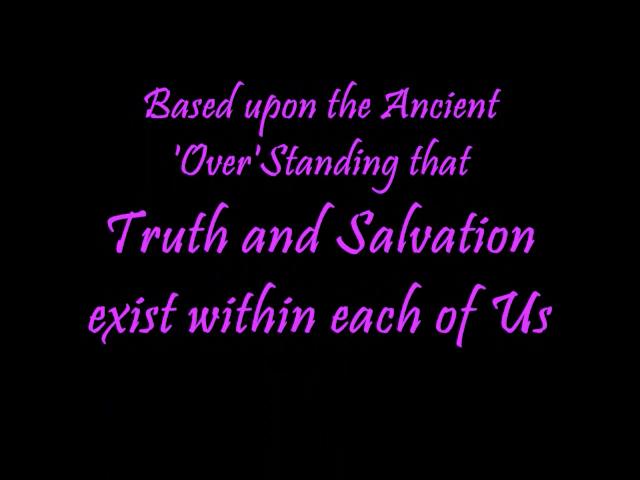 Based upon the Ancient
'Over'Standing that
Truth and Salvation
exist within each of Us